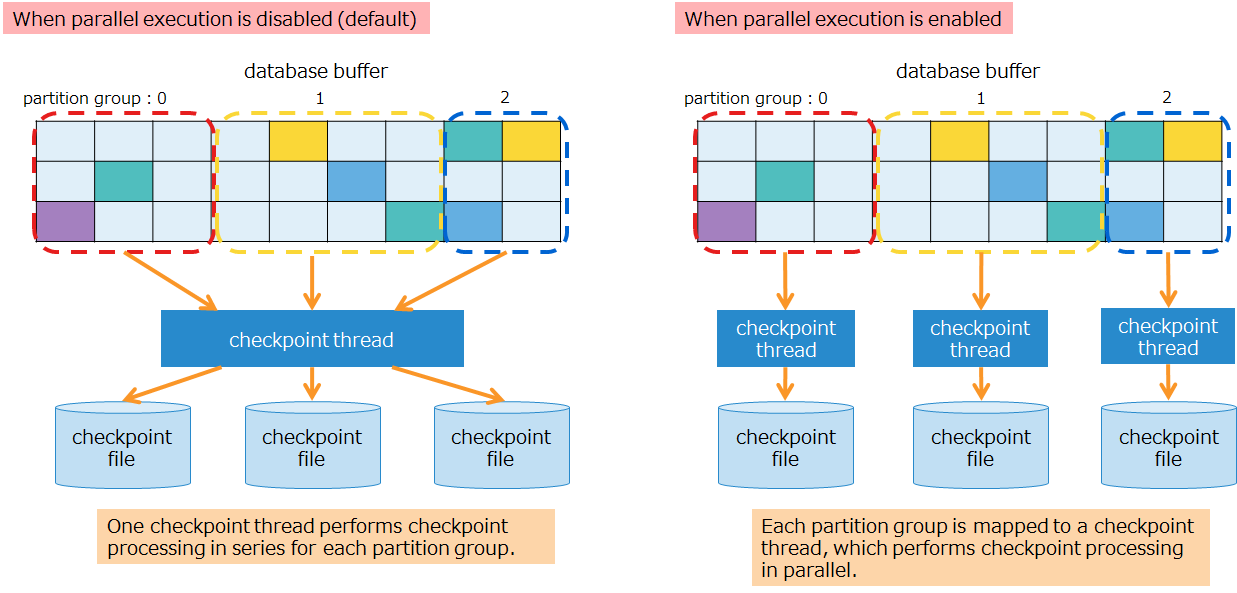 When parallel execution is disabled (default)
database buffer
partition group : 0
1
2
checkpoint thread
checkpoint
file
checkpoint
file
checkpoint
file
One checkpoint thread performs checkpoint
processing in series for each partition group.
When parallel execution is enabled
database buffer
partition group : 0
1
2
checkpoint
thread
checkpoint
thread
checkpoint
thread
checkpoint
file
checkpoint
file
checkpoint
file
Each partition group is mapped to a checkpoint
thread, which performs checkpoint processing
in parallel.